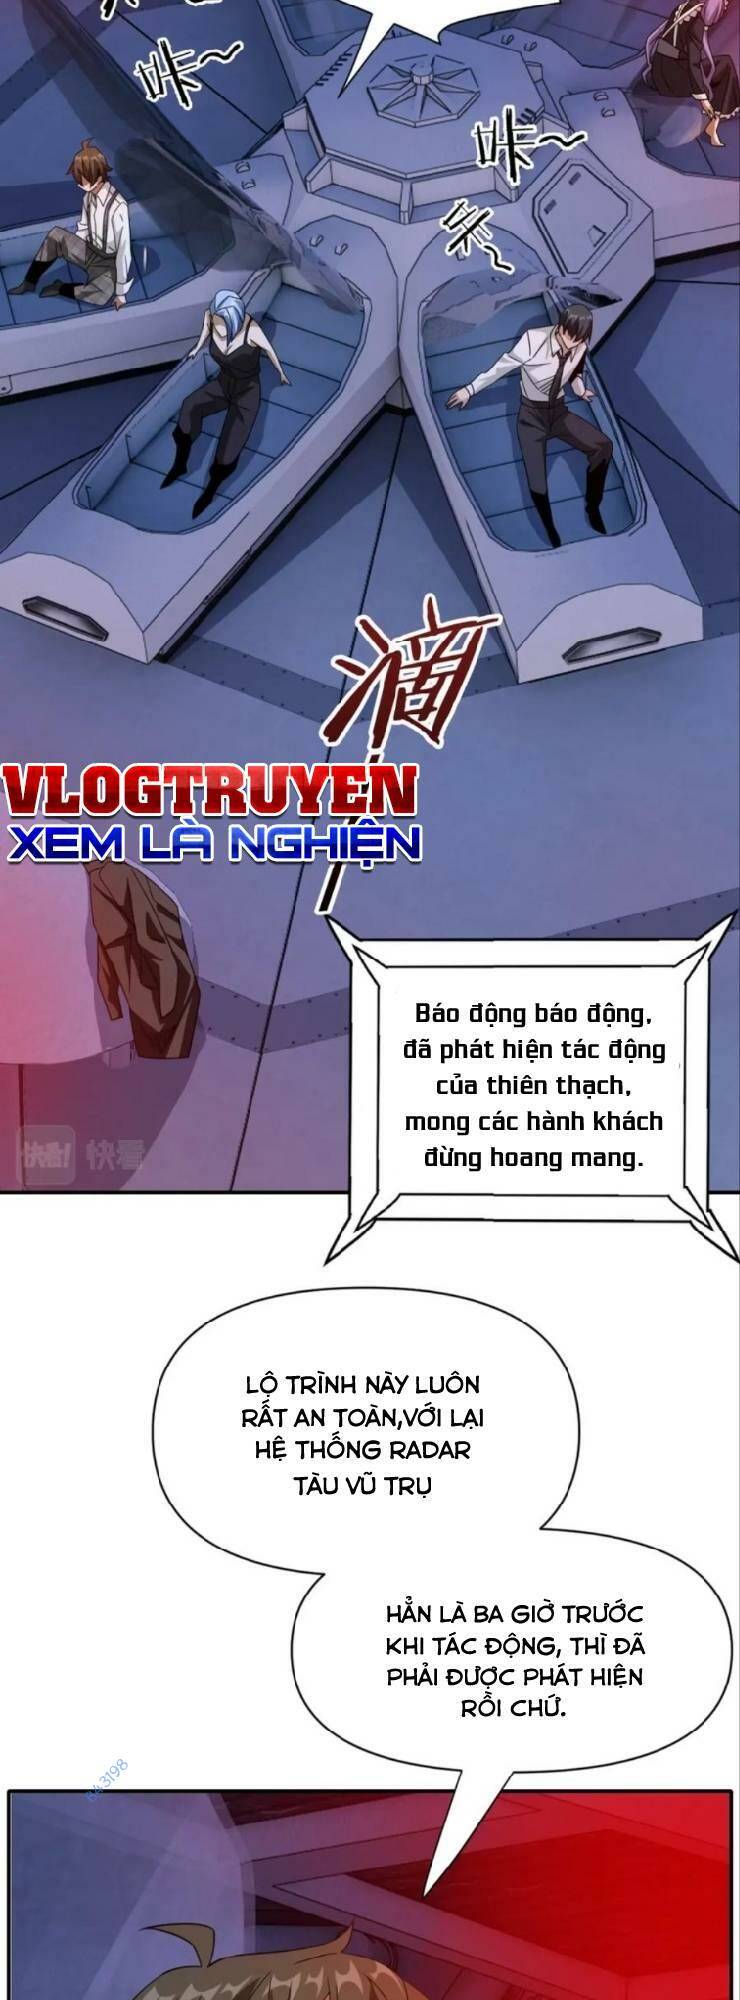 咔~
咔~
咔~
滴
VLOGTRUYEN
XEM LÀ NGHIỆN
Báo động báo động,
đã phát hiện tác động
của thiên thạch,
mong các hành khách
đừng hoang mang.
快看! 快看
LỘ TRÌNH NÀY LUÔN
RẤT AN TOÀN,VỚI LẠI
HỆ THỐNG RADAR
TÀU VŨ TRỤ
HẲN LÀ BA GIỜ TRƯỚC
KHI TÁC ĐỘNG, THÌ ĐÃ
PHẢI ĐƯỢC PHÁT HIỆN
RỒI CHỨ.
843198